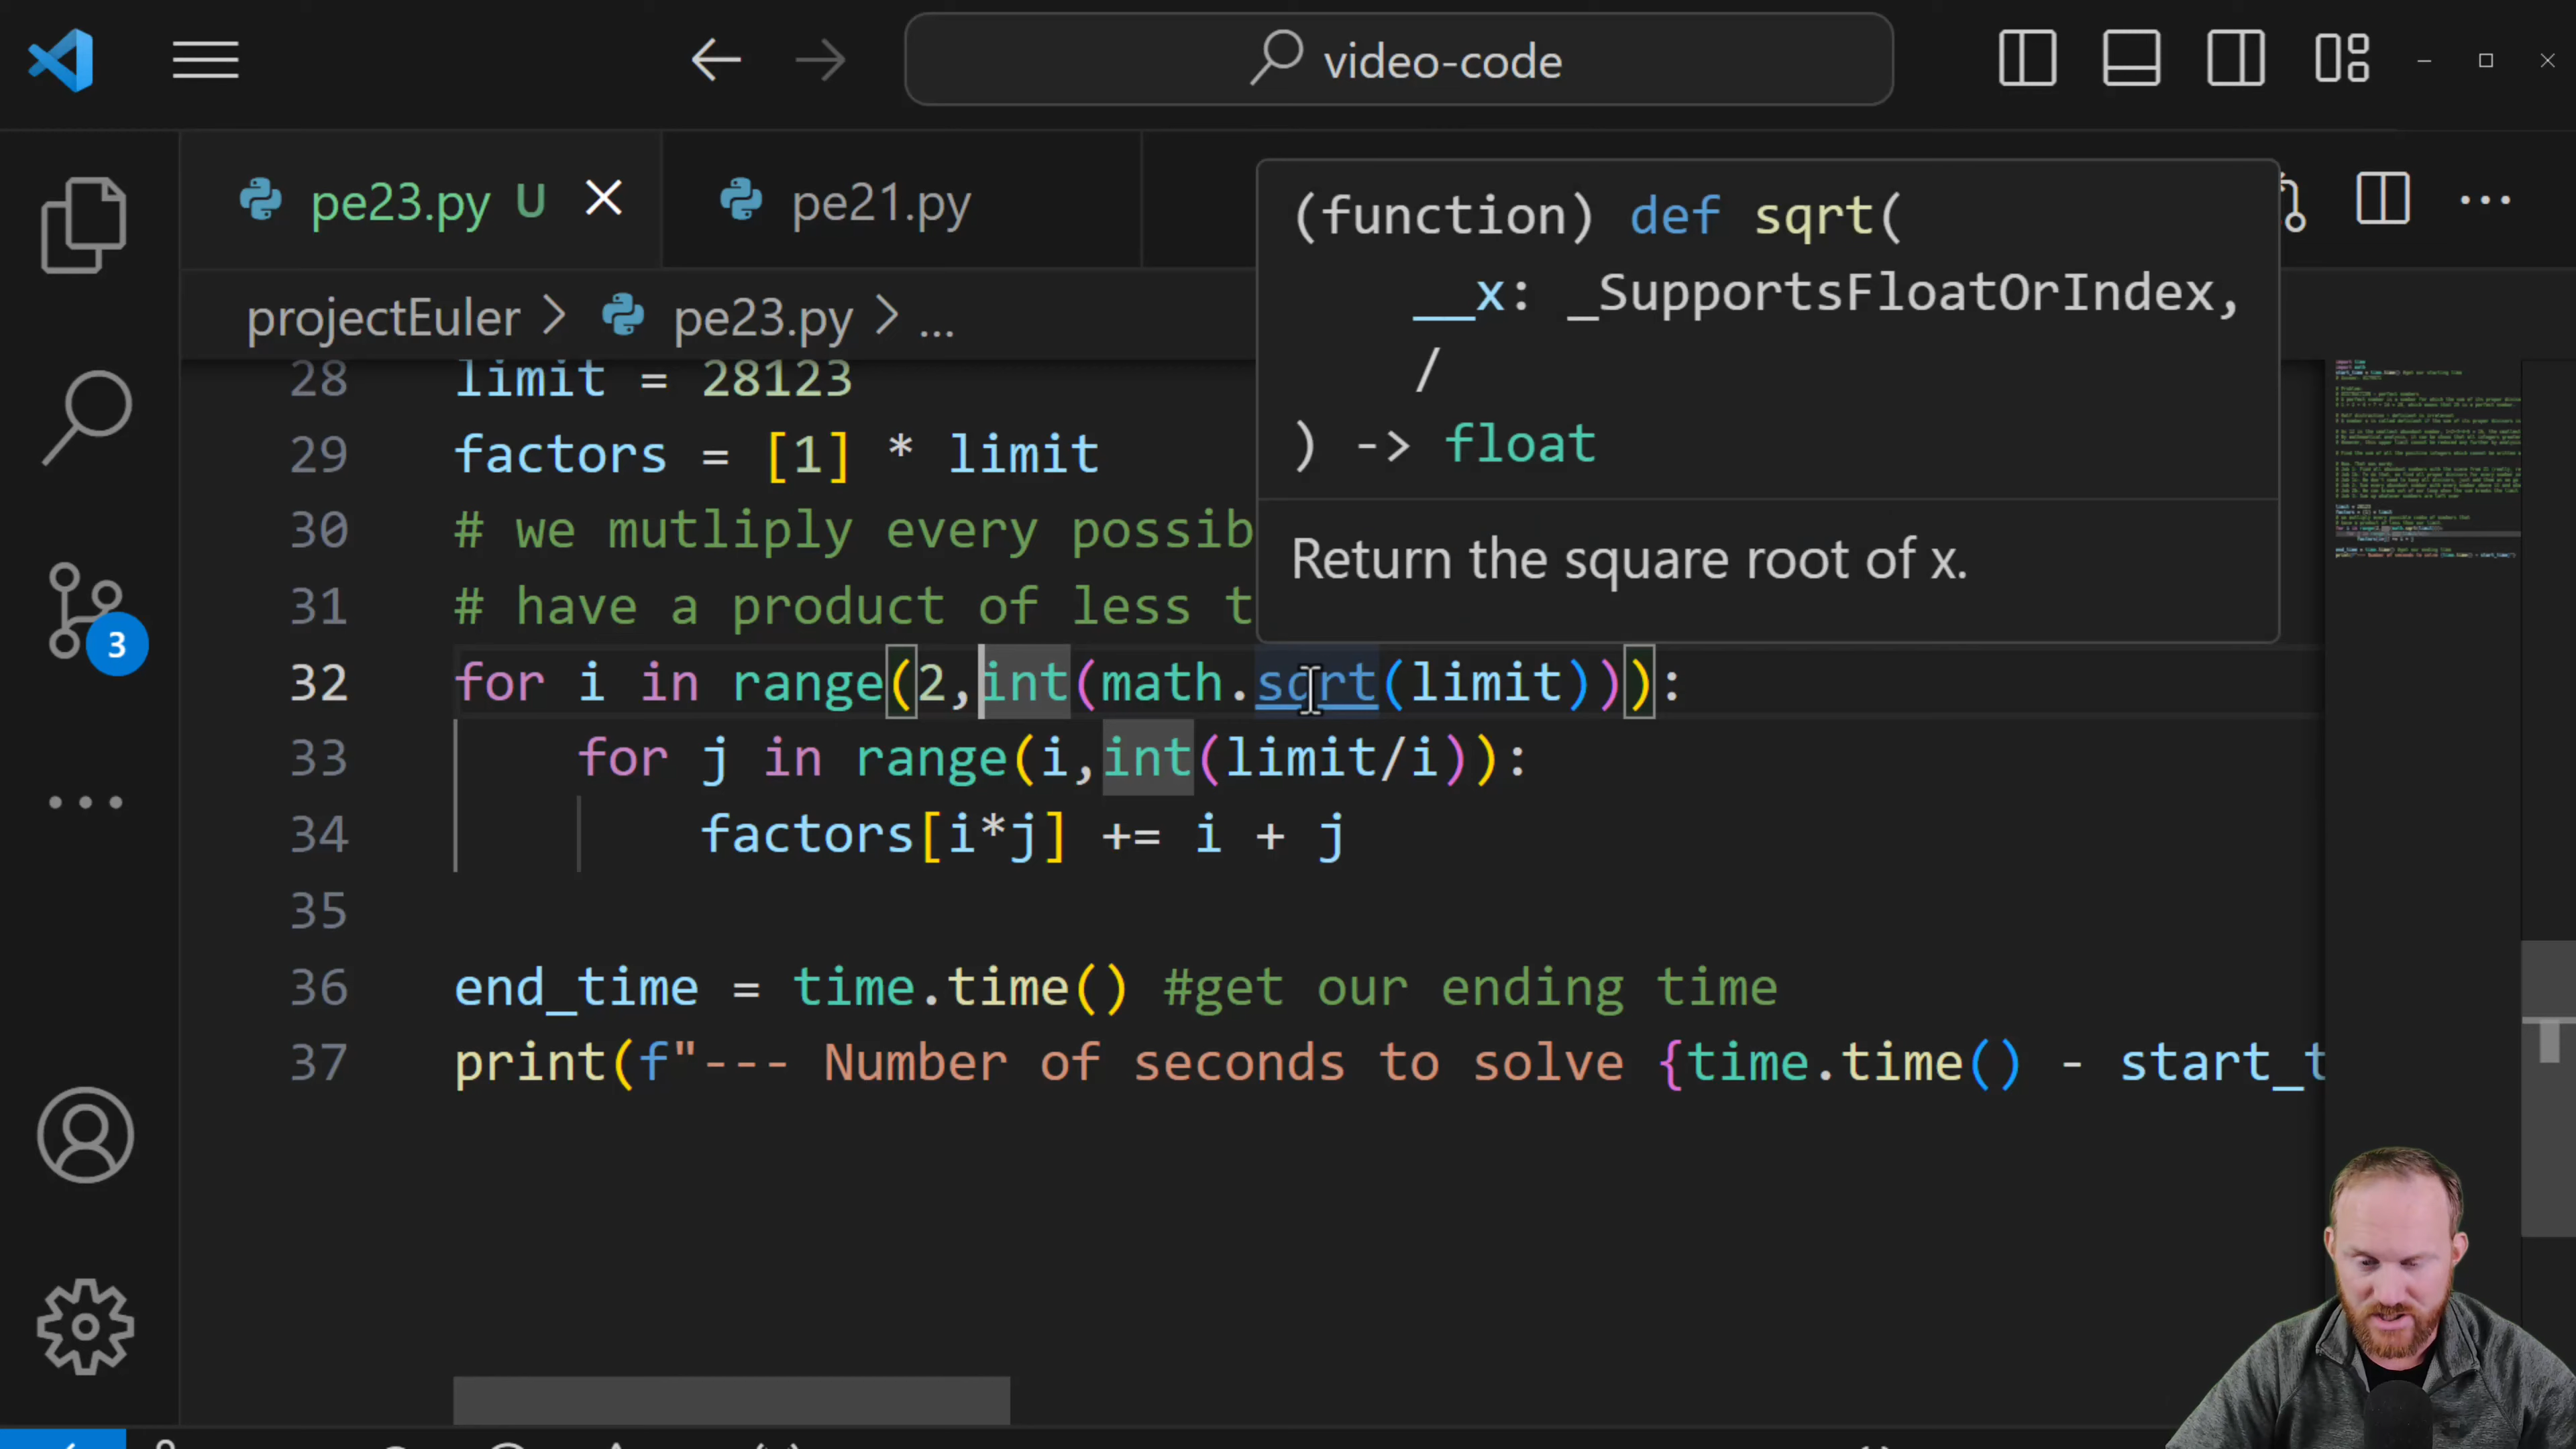 video-code
pe23.py U
pe21.py
projectEuler > pe23.py > ...
(function) def sqrt(
__x: _SupportsFloatOrIndex,
/
) -> float
Return the square root of x.
28 limit = 28123
29 factors = [1] * limit
30 # we mutliply every possib
31 # have a product of less t
32 for i in range(2,int(math.sqrt(limit))):
33 for j in range(i,int(limit/i)):
34 factors[i*j] += i + j
35
36 end_time = time.time() #get our ending time
37 print(f"--- Number of seconds to solve {time.time() - start_t
3